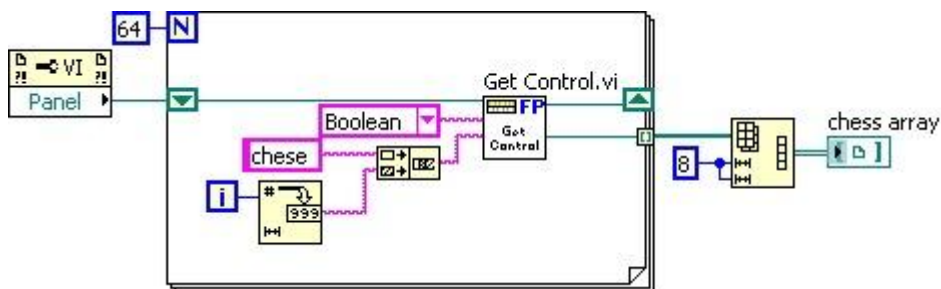 64
N
VI
Panel
Get Control.vi
FP
Get
Control
Boolean
chese
i
#
999
8
chess array